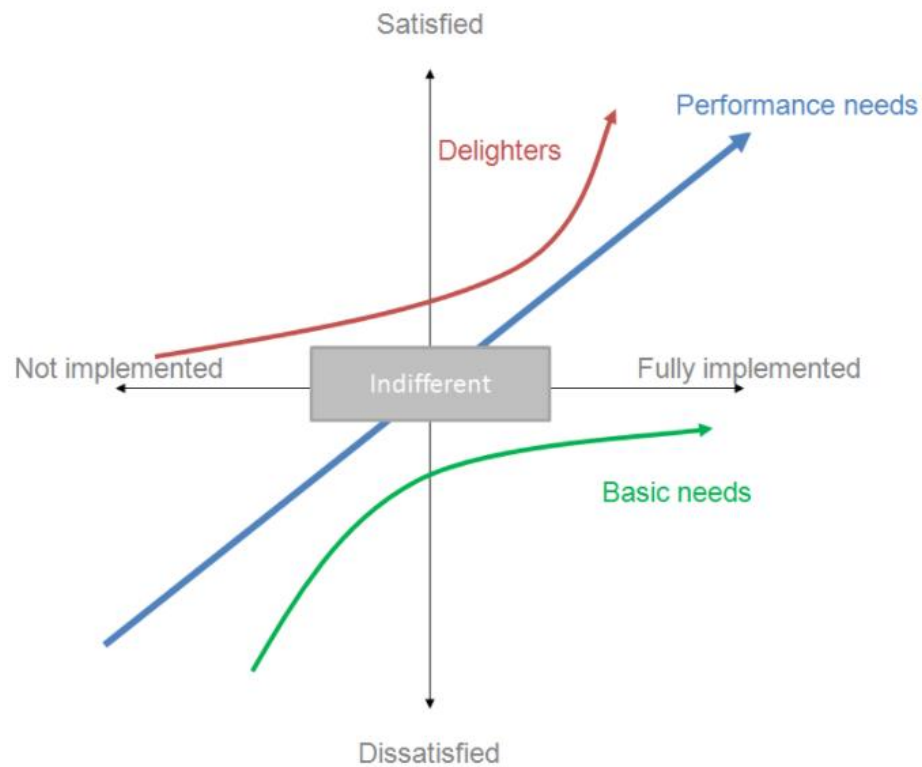 Satisfied
Performance needs
Delighters
Not implemented
Indifferent
Fully implemented
Basic needs
Dissatisfied